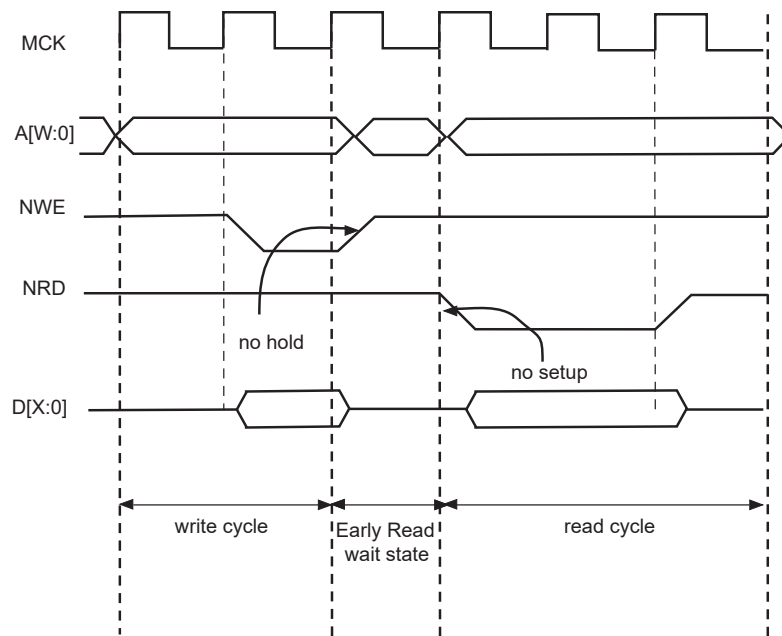 MCK
A[W:0]
NWE
NRD
no hold
no setup
D[X:0]
write cycle
Early Read
wait state
read cycle